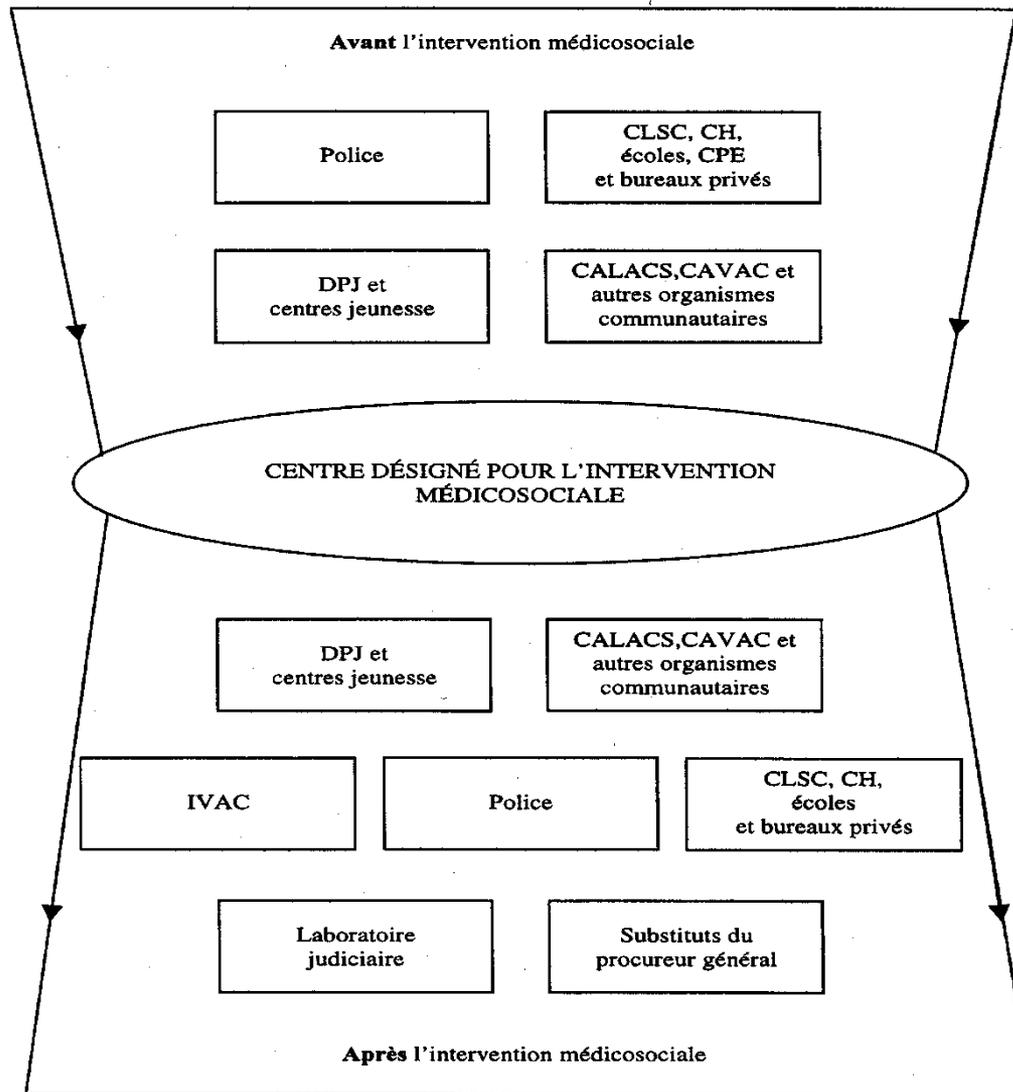 Avant l'intervention médicosociale
Police
CLSC, CH,
écoles, CPE
et bureaux privés
DPJ et
centres jeunesse
CALACS,CAVAC et
autres organismes
communautaires
CENTRE DÉSIGNÉ POUR L'INTERVENTION
MÉDICOSOCIALE
DPJ et
centres jeunesse
CALACS,CAVAC et
autres organismes
communautaires
IVAC
Police
CLSC, CH,
écoles
et bureaux privés
Laboratoire
judiciaire
Substituts du
procureur général
Après l'intervention médicosociale